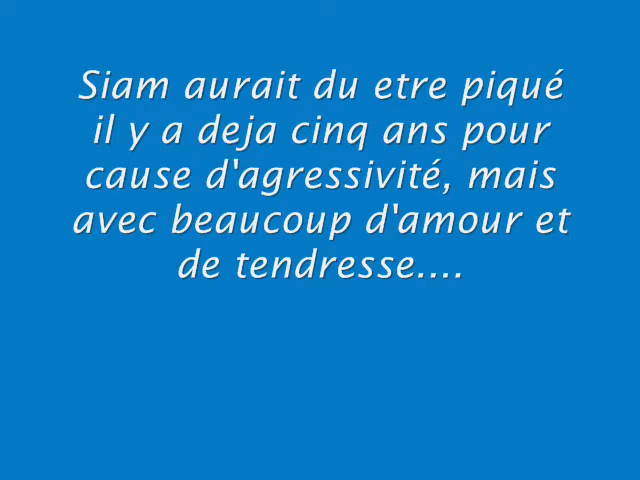 Siam aurait du etre piqué
il y a deja cinq ans pour
cause d'agressivité, mais
avec beaucoup d'amour et
de tendresse....